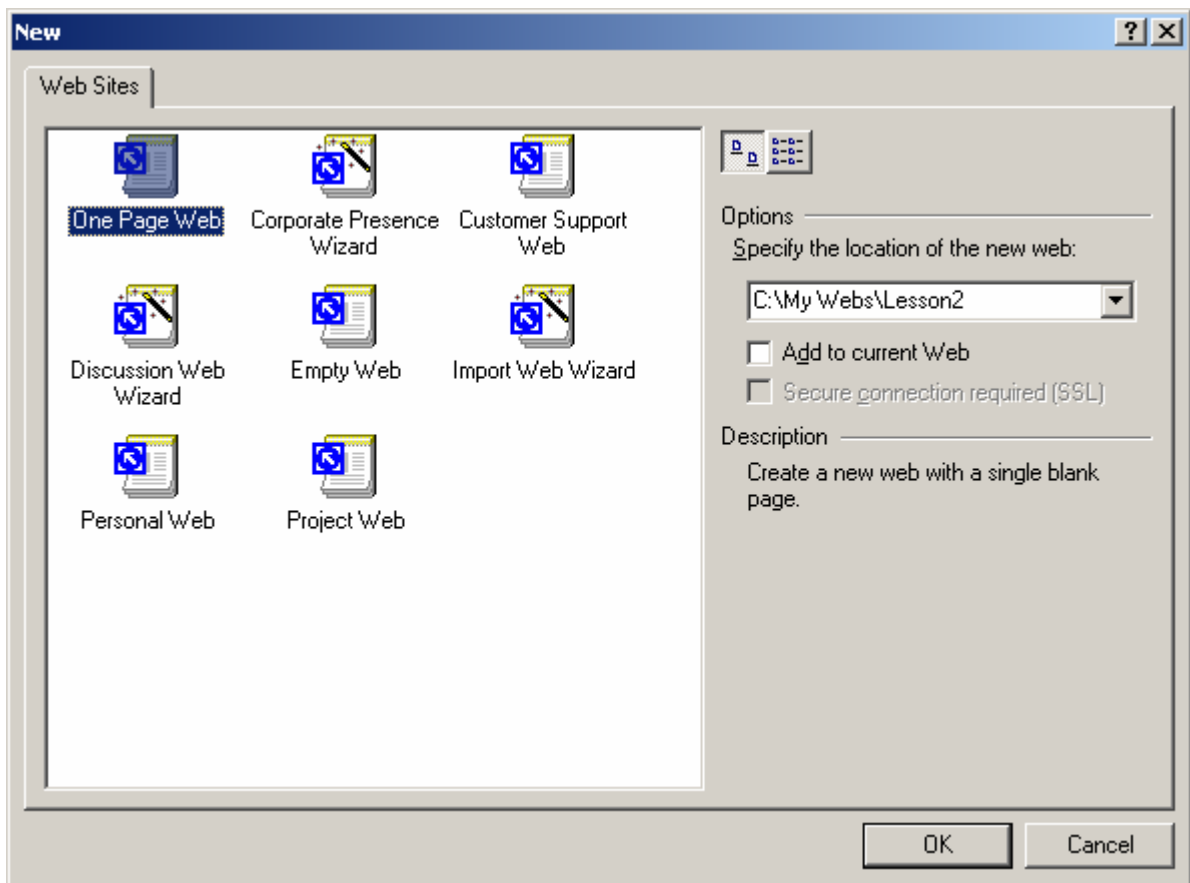 New
Web Sites
One Page Web
Corporate Presence
Wizard
Customer Support
Web
Discussion Web
Wizard
Empty Web
Import Web Wizard
Personal Web
Project Web
Options
Specify the location of the new web:
C:\My Webs\Lesson2
Add to current Web
Secure connection required (SSL)
Description
Create a new web with a single blank
page.
OK
Cancel